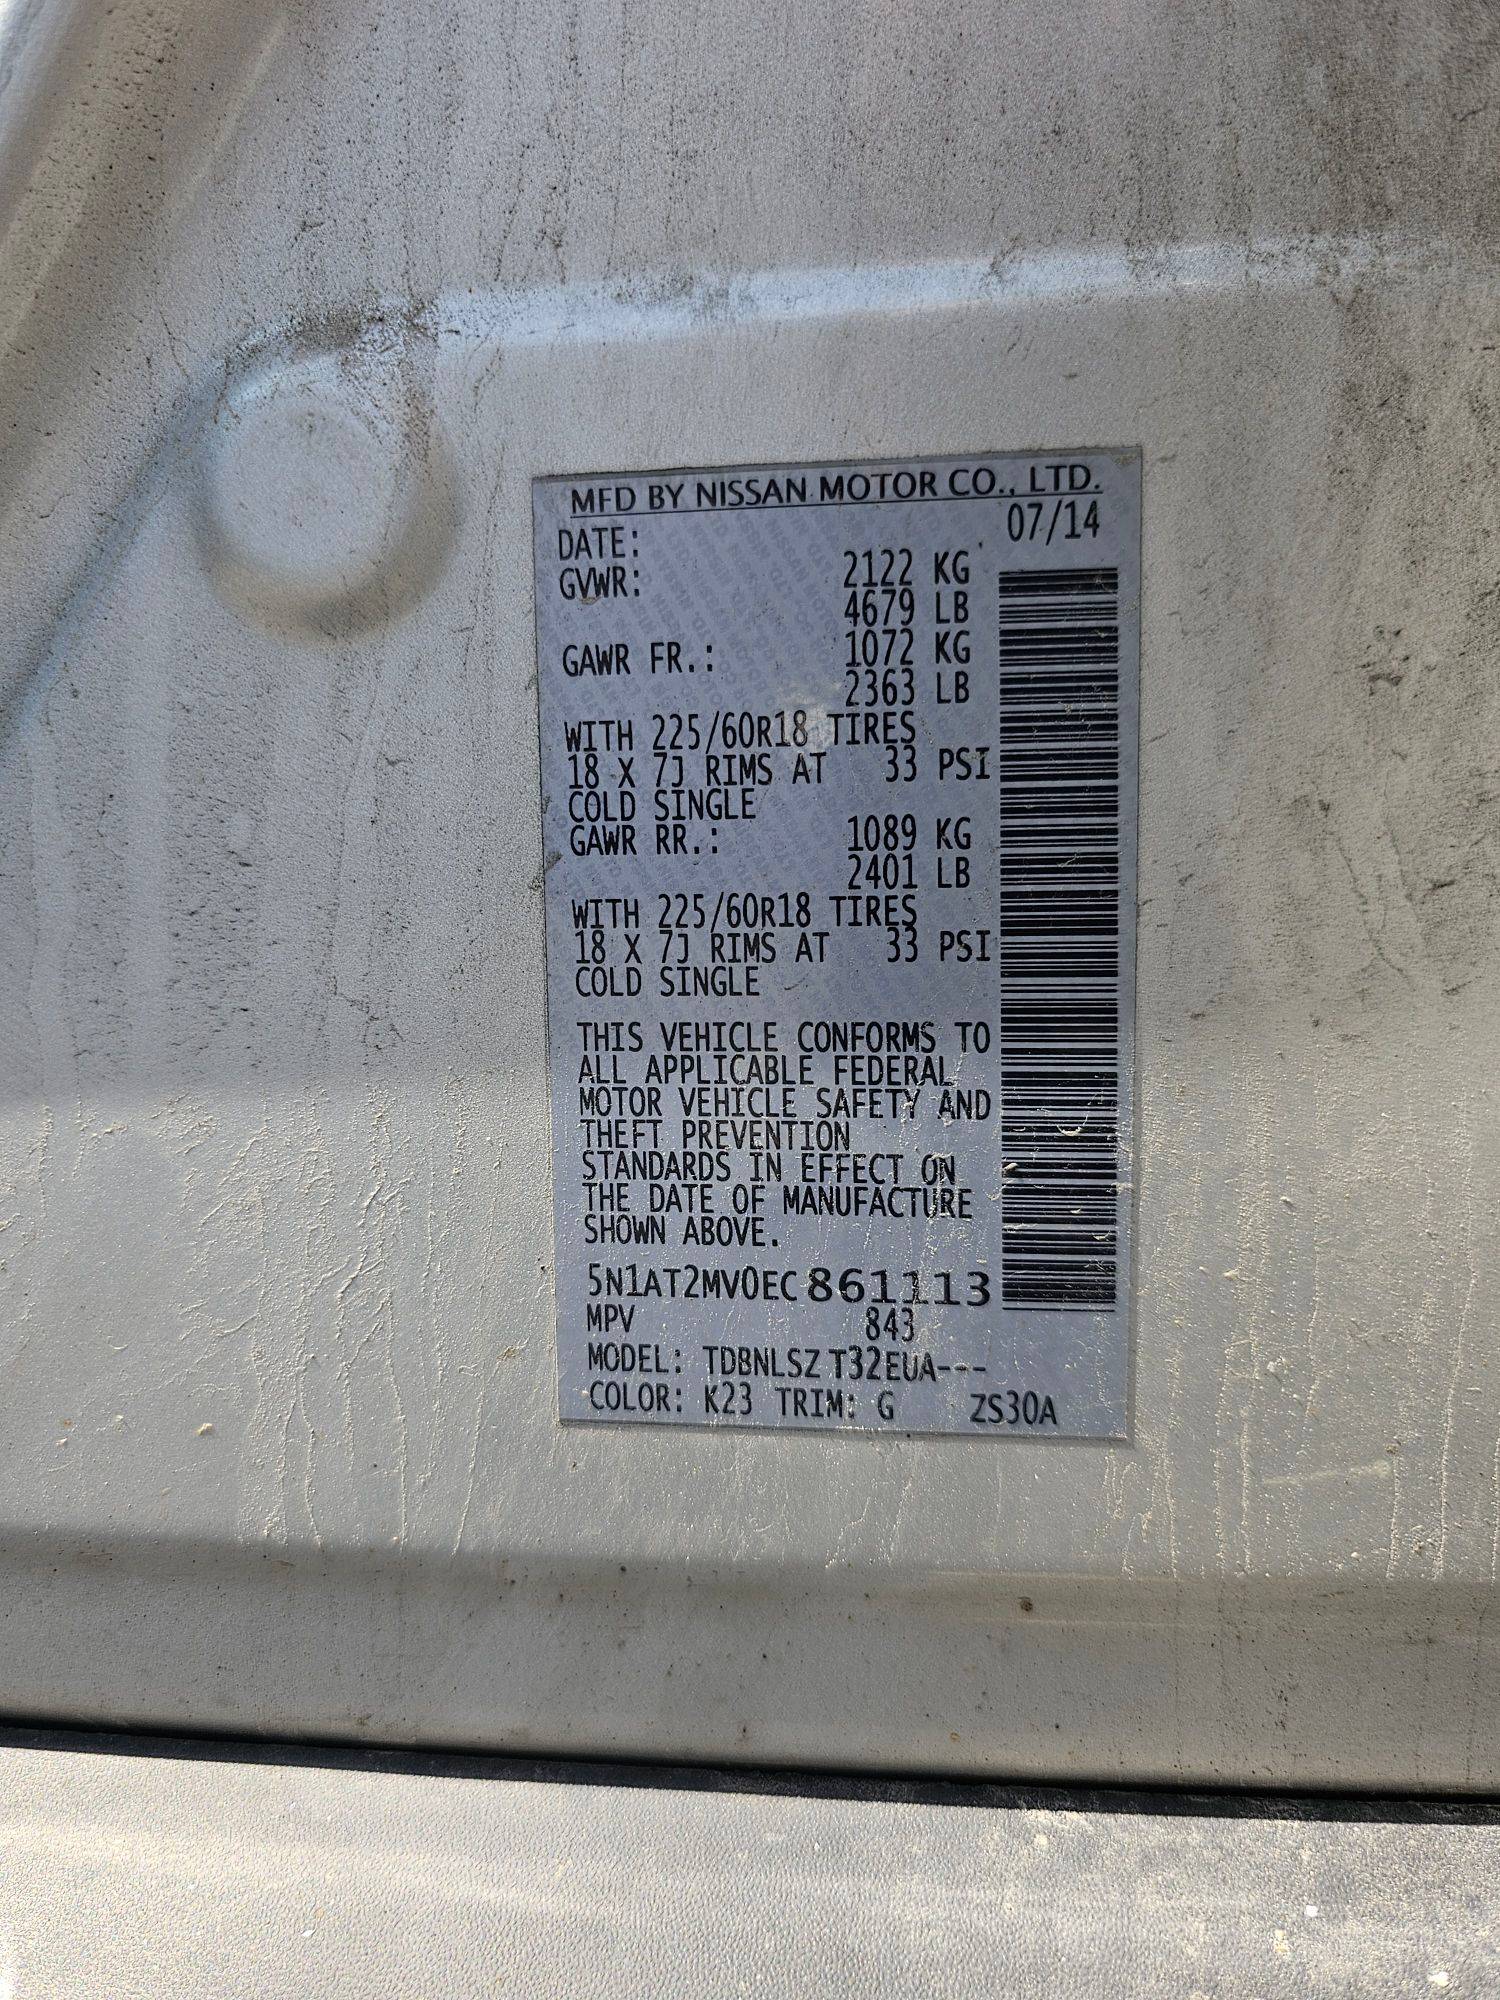 MFD BY NISSAN MOTOR CO., LTD.
DATE: 07/14
GVWR: 2122 KG
4679 LB
GAWR FR.: 1072 KG
2363 LB
WITH 225/60R18 TIRES
18 X 7J RIMS AT 33 PSI
COLD SINGLE
GAWR RR.: 1089 KG
2401 LB
WITH 225/60R18 TIRES
18 X 7J RIMS AT 33 PSI
COLD SINGLE
THIS VEHICLE CONFORMS TO
ALL APPLICABLE FEDERAL
MOTOR VEHICLE SAFETY AND
THEFT PREVENTION
STANDARDS IN EFFECT ON
THE DATE OF MANUFACTURE
SHOWN ABOVE.
5N1AT2MV0EC861113
MPV 843
MODEL: TDBNLSZ T32EUA---
COLOR: K23 TRIM: G ZS30A